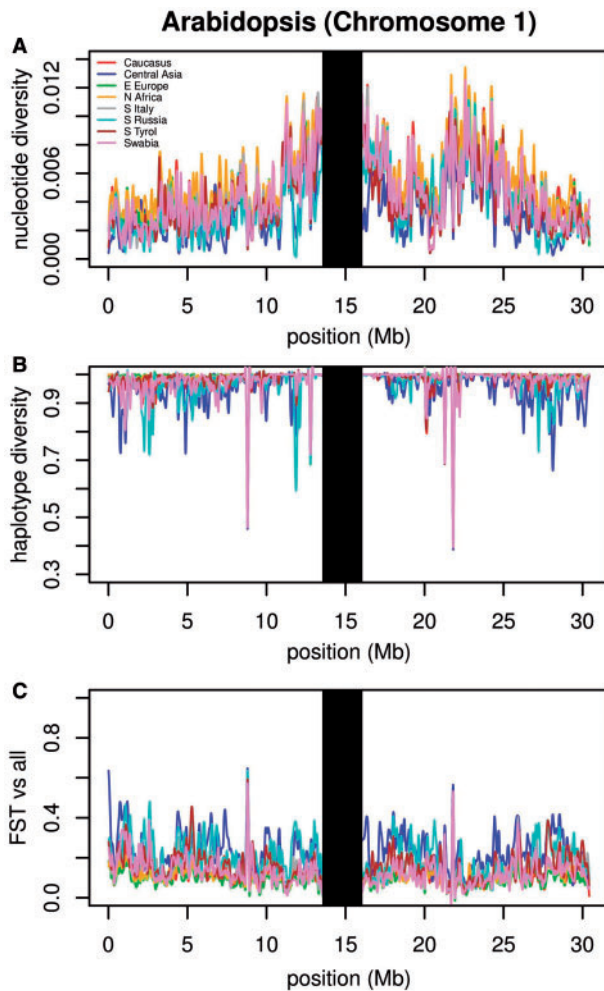 Arabidopsis (Chromosome 1)
A
nucleotide diversity
0.012
0.006
0.000
Caucasus
Central Asia
E Europe
N Africa
S Italy
S Russia
S Tyrol
Swabia
0 5 10 15 20 25 30
position (Mb)
B
haplotype diversity
0.9
0.7
0.5
0.3
0 5 10 15 20 25 30
position (Mb)
C
FST vs all
0.8
0.4
0.0
0 5 10 15 20 25 30
position (Mb)